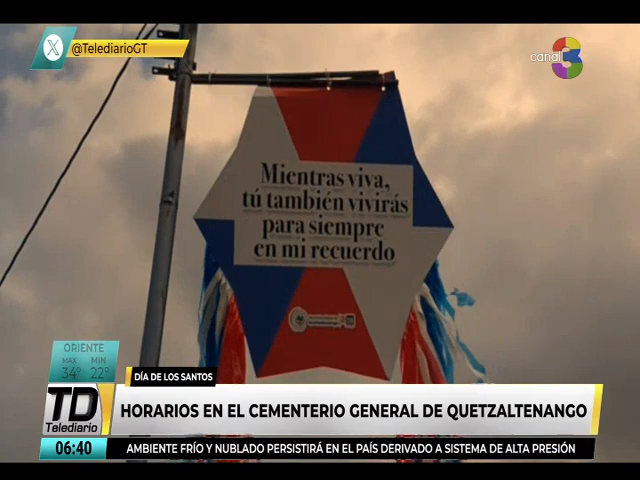 @TelediarioGT
canal 3
Mientras viva,
tú también vivirás
para siempre
en mi recuerdo
ORIENTE
MAX MIN
34° 22°
DÍA DE LOS SANTOS
TD
Telediario
HORARIOS EN EL CEMENTERIO GENERAL DE QUETZALTENANGO
06:40
AMBIENTE FRÍO Y NUBLADO PERSISTIRÁ EN EL PAÍS DERIVADO A SISTEMA DE ALTA PRESIÓN